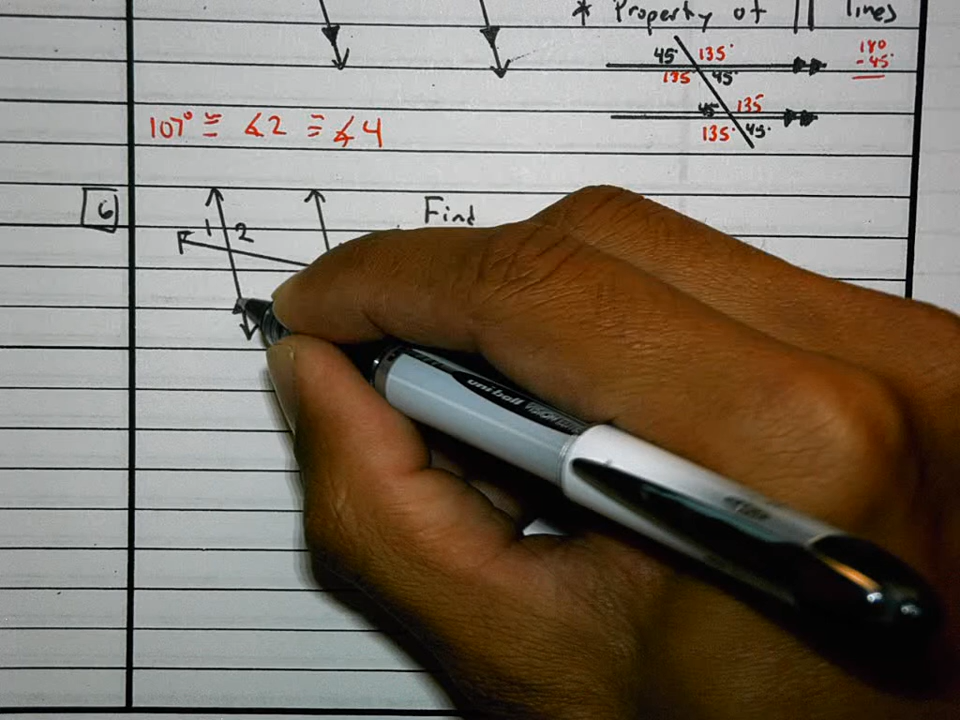 * Property of || lines
180
45° 135° - 45°
135 45°
45° 135
135° 45°
107° ≅ ∡2 ≅ ∡4
6 Find
1 2
uni-ball